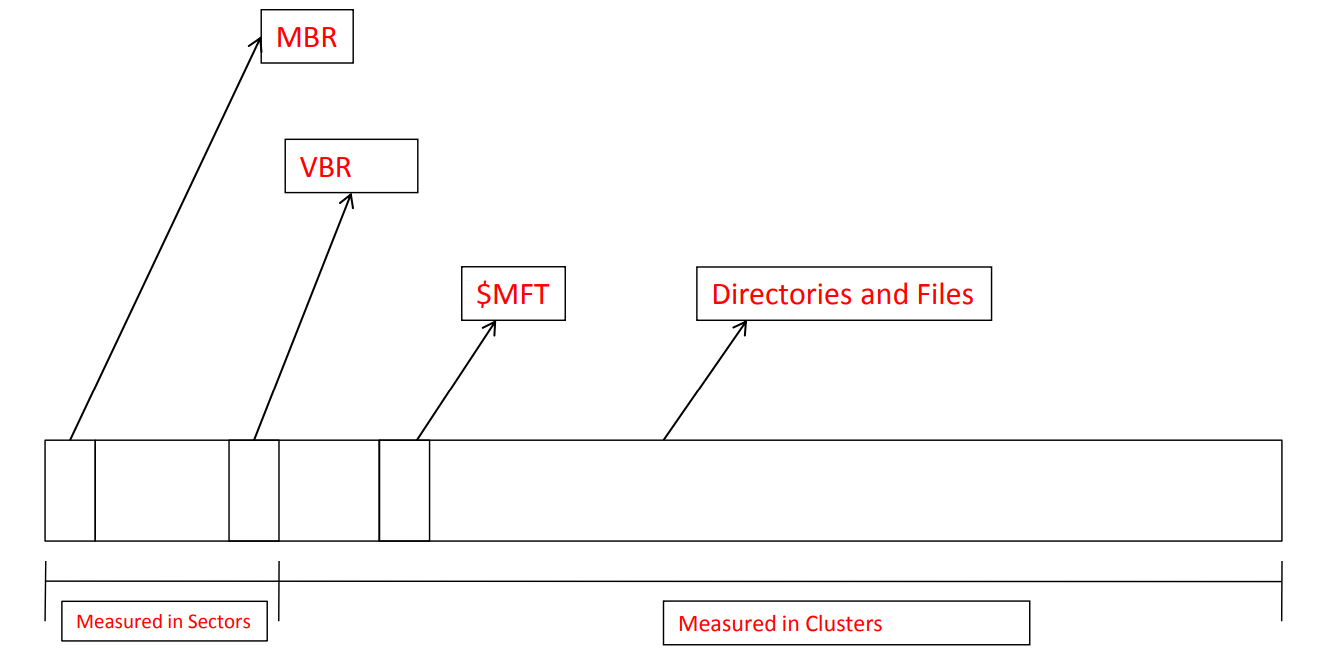 MBR
VBR
$MFT
Directories and Files
Measured in Sectors
Measured in Clusters